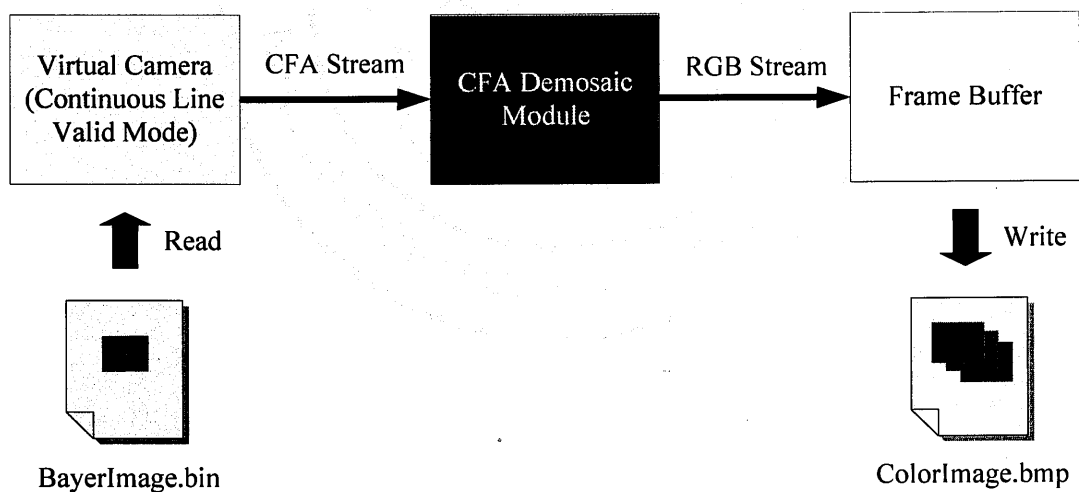 Virtual Camera
(Continuous Line
Valid Mode)
CFA Stream
CFA Demosaic
Module
RGB Stream
Frame Buffer
Read
Write
BayerImage.bin
ColorImage.bmp